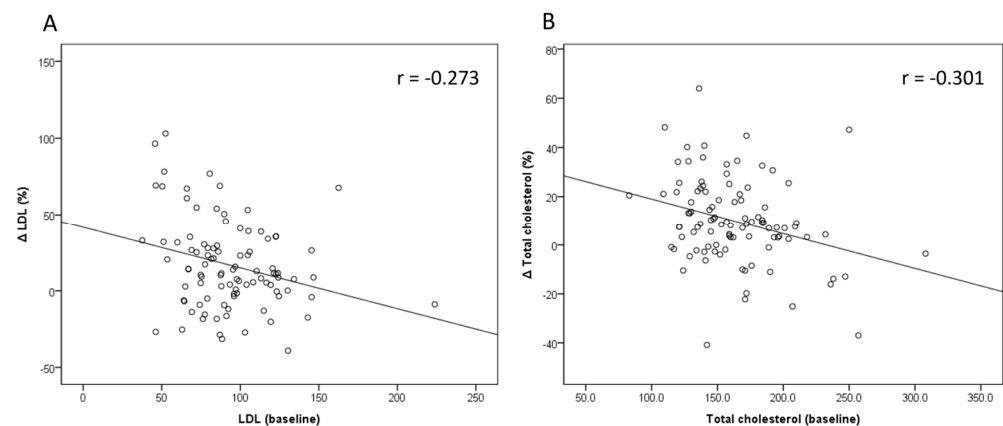 A
r = -0.273
150
100
50
0
-50
Δ LDL (%)
0 50 100 150 200 250
LDL (baseline)
B
r = -0.301
80
60
40
20
0
-20
-40
Δ Total cholesterol (%)
50.0 100.0 150.0 200.0 250.0 300.0 350.0
Total cholesterol (baseline)